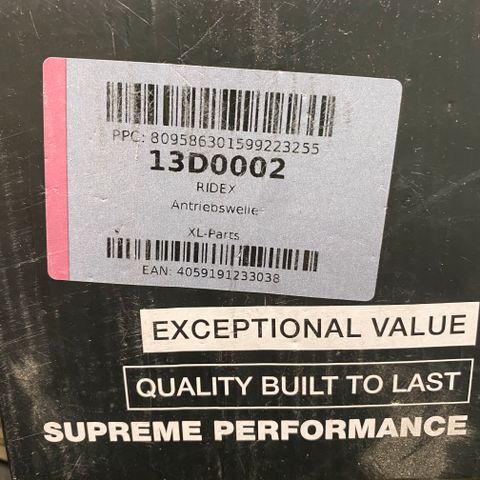 PPC: 809586301599223255
13D0002
RIDEX
Antriebswelle
XL-Parts
EAN: 4059191233038
EXCEPTIONAL VALUE
QUALITY BUILT TO LAST
SUPREME PERFORMANCE